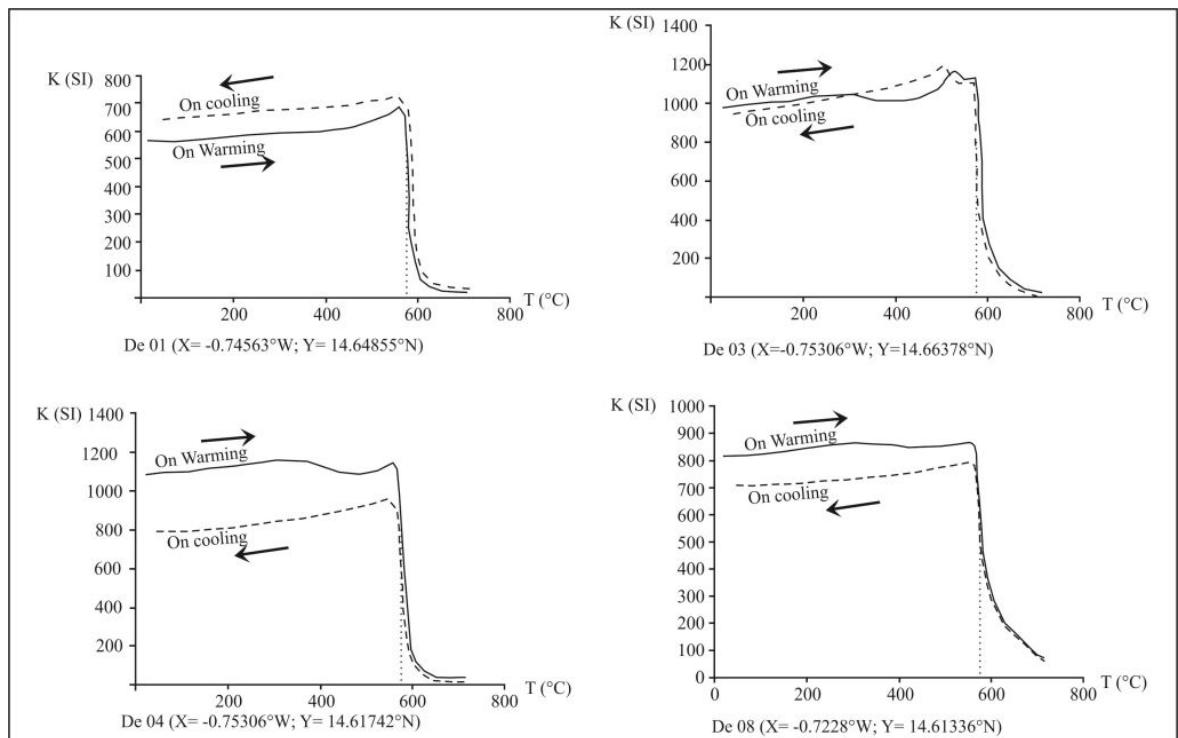 K (SI)
800
700
600
500
400
300
200
100
On cooling
On Warming
200
400
600
800
T (°C)
De 01 (X= -0.74563°W; Y= 14.64855°N)
K (SI)
1400
1200
1000
800
600
400
200
On Warming
On cooling
200
400
600
800
T (°C)
De 03 (X=-0.75306°W; Y=14.66378°N)
K (SI)
1400
1200
1000
800
600
400
200
On Warming
On cooling
200
400
600
800
T (°C)
De 04 (X= -0.75306°W; Y= 14.61742°N)
K (SI)
1000
900
800
700
600
500
400
300
200
100
0
On Warming
On cooling
0
200
400
600
800
T (°C)
De 08 (X= -0.7228°W; Y= 14.61336°N)